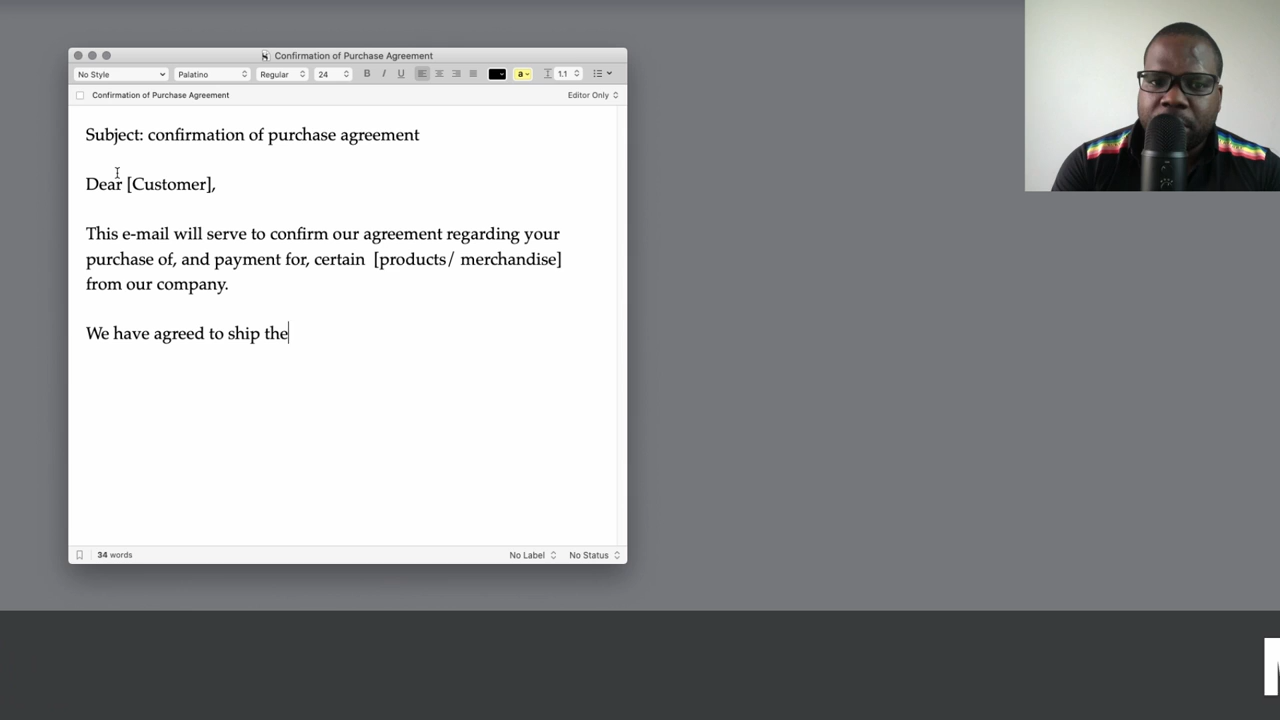 Confirmation of Purchase Agreement
No Style Palatino Regular 24 B I U a 1.1
Confirmation of Purchase Agreement Editor Only
Subject: confirmation of purchase agreement
Dear [Customer],
This e-mail will serve to confirm our agreement regarding your
purchase of, and payment for, certain [products/ merchandise]
from our company.
We have agreed to ship the
34 words No Label No Status